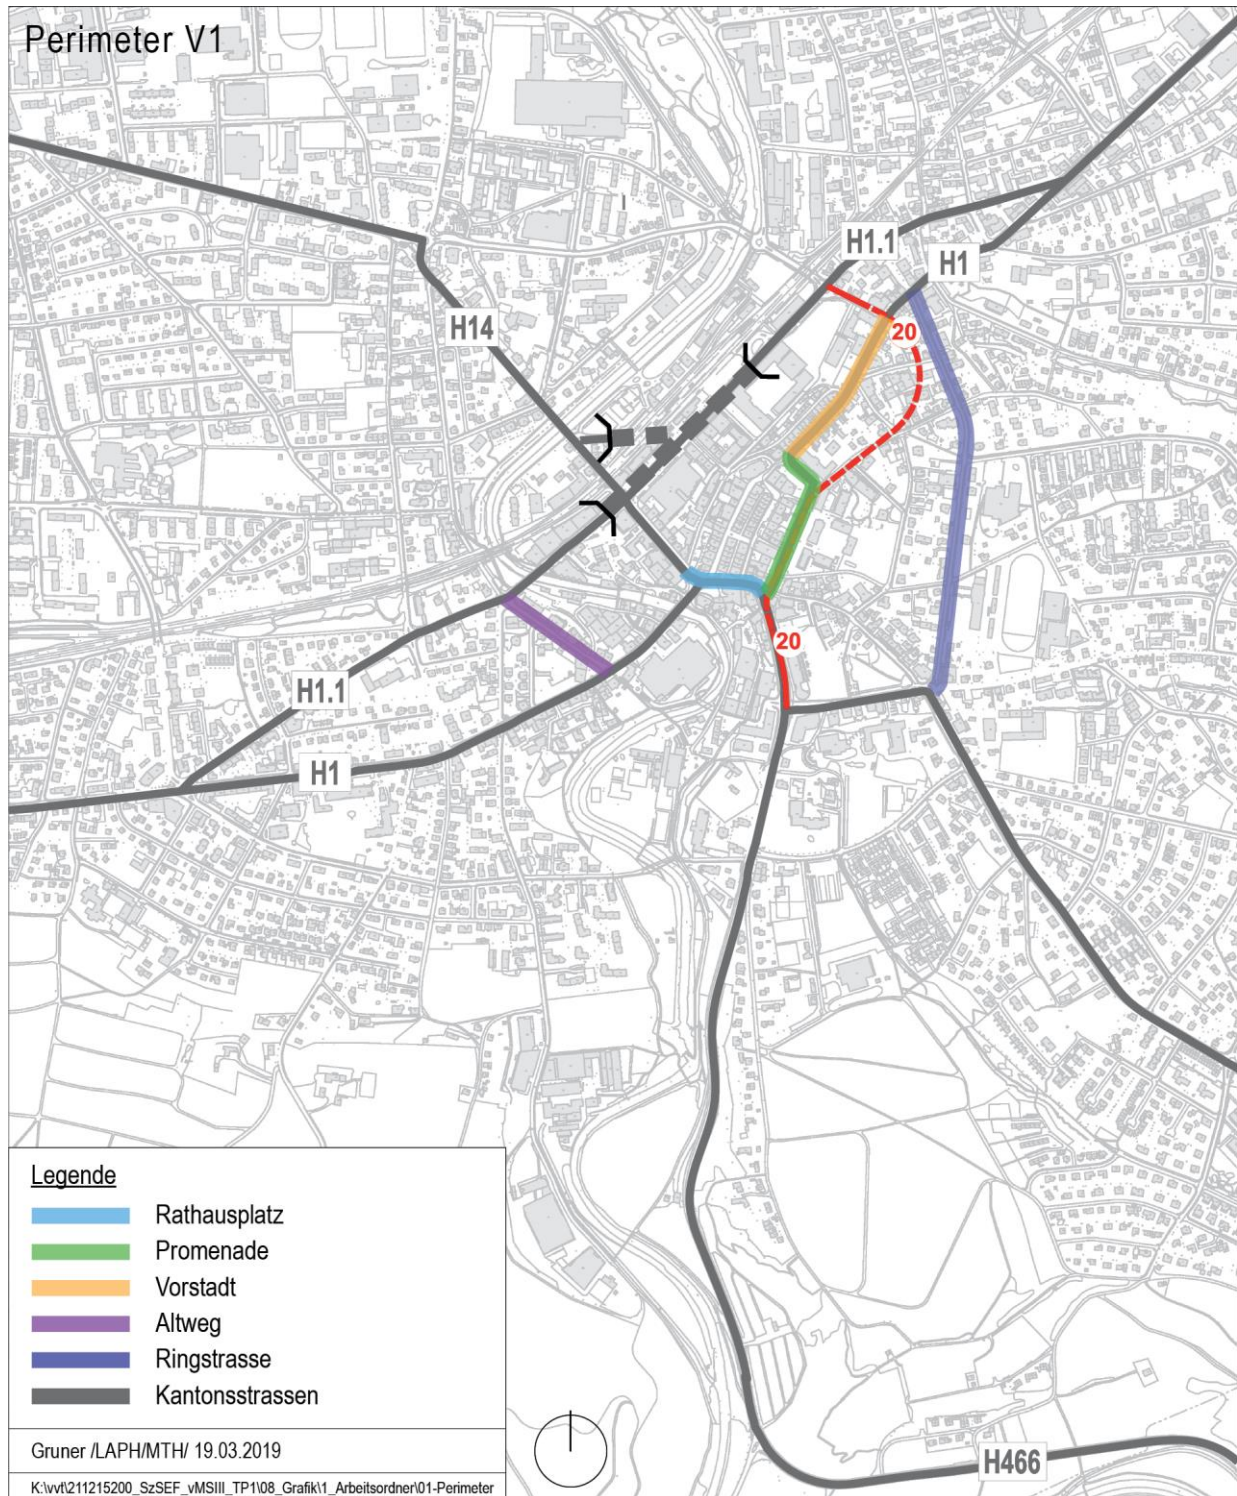 Perimeter V1
H1.1
H1
H14
20
20
H1.1
H1
Legende
Rathausplatz
Promenade
Vorstadt
Altweg
Ringstrasse
Kantonsstrassen
Gruner /LAPH/MTH/ 19.03.2019
K:\vvt\211215200_SzSEF_vMSIII_TP1\08_Grafik\1_Arbeitsordner\01-Perimeter
H466